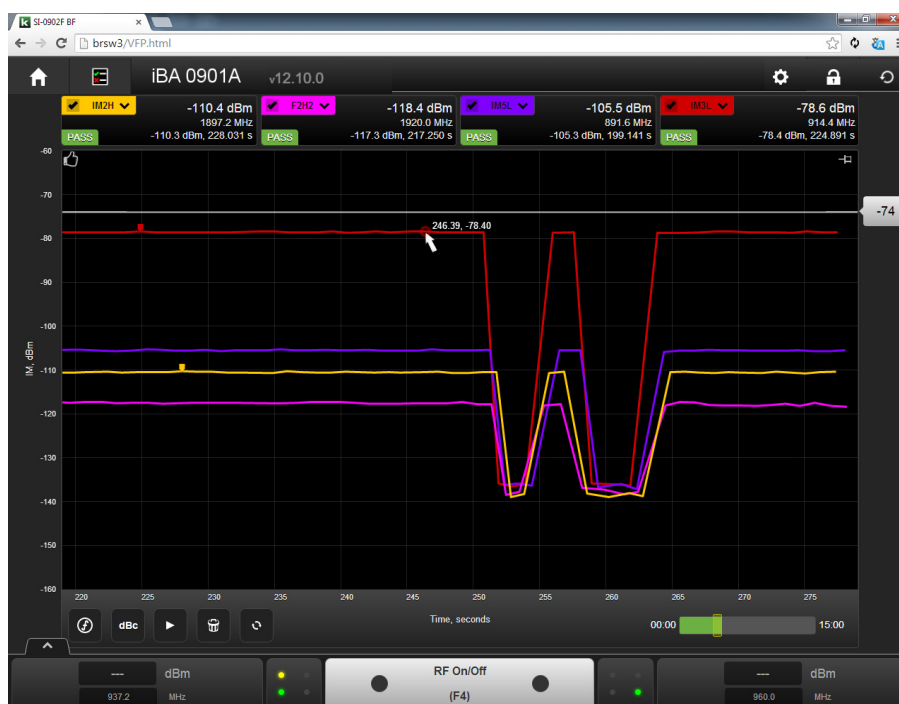 SI-0902F BF
brsw3/VFP.html
iBA 0901A v12.10.0
IM2H -110.4 dBm
1897.2 MHz
PASS -110.3 dBm, 228.031 s
F2H2 -118.4 dBm
1920.0 MHz
PASS -117.3 dBm, 217.250 s
IM5L -105.5 dBm
891.6 MHz
PASS -105.3 dBm, 199.141 s
IM3L -78.6 dBm
914.4 MHz
PASS -78.4 dBm, 224.891 s
-60
-70
-74
-80
246.39, -78.40
-90
-100
IM, dBm
-110
-120
-130
-140
-150
-160
220 225 230 235 240 245 250 255 260 265 270 275
Time, seconds
dBc
00:00 15:00
--- dBm
937.2 MHz
RF On/Off
(F4)
--- dBm
960.0 MHz